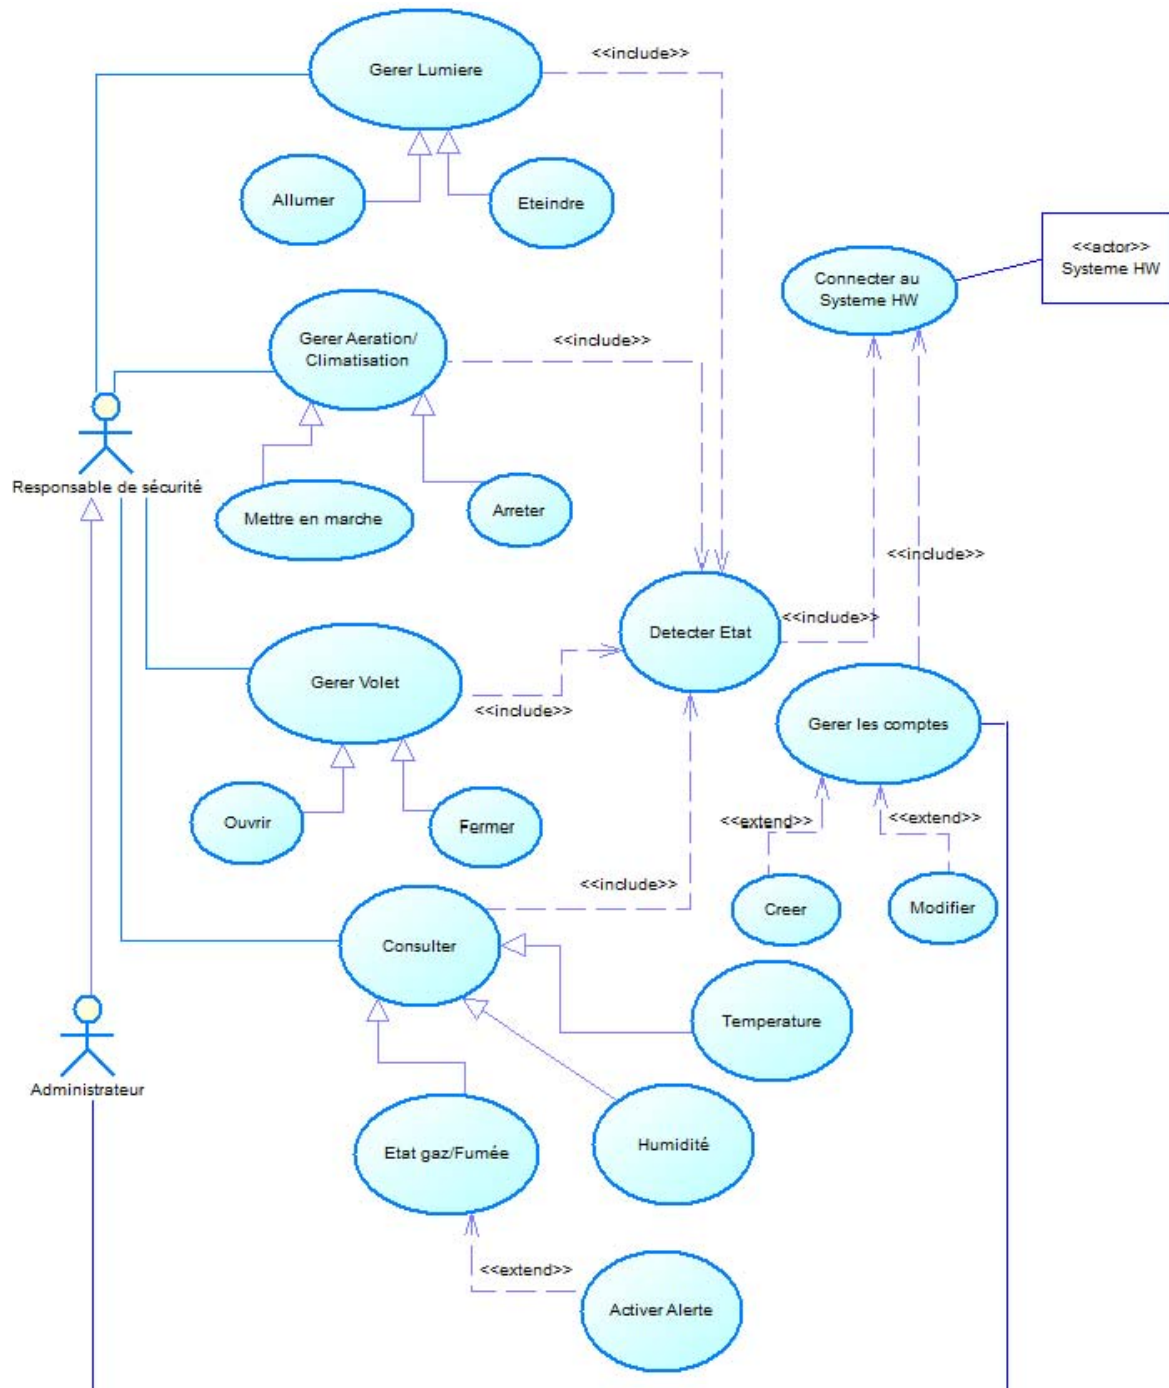 <<include>>
Gerer Lumiere
Allumer
Eteindre
<<actor>>
Systeme HW
Connecter au
Systeme HW
Gerer Aeration/
Climatisation
<<include>>
Responsable de sécurité
Mettre en marche
Arreter
<<include>>
Detecter Etat
<<include>>
Gerer Volet
<<include>>
Gerer les comptes
Ouvrir
Fermer
<<extend>>
<<extend>>
<<include>>
Creer
Modifier
Consulter
Temperature
Administrateur
Etat gaz/Fumée
Humidité
<<extend>>
Activer Alerte